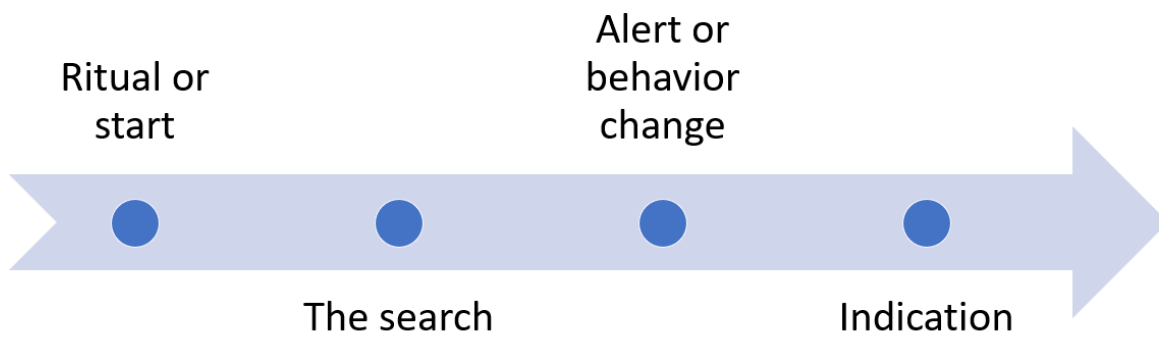 Ritual or
start
The search
Alert or
behavior
change
Indication